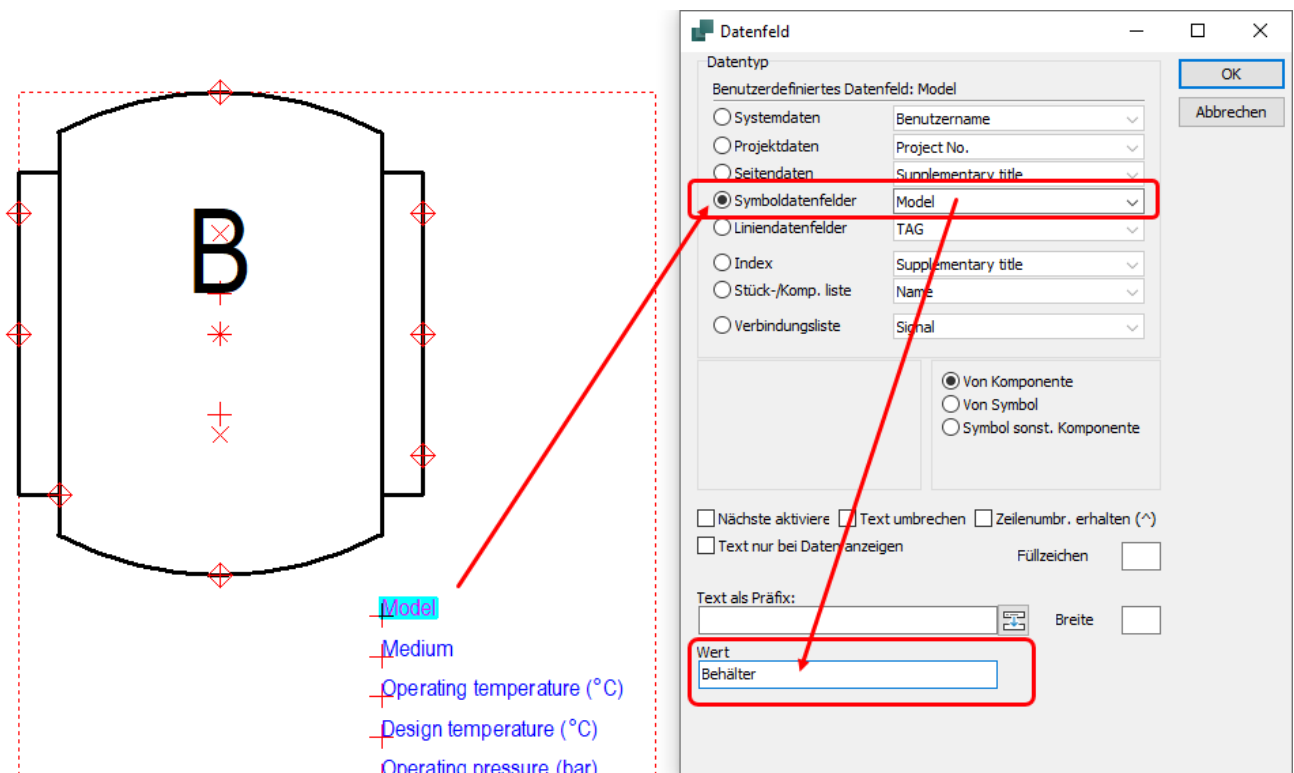 B
Model
Medium
Operating temperature (°C)
Design temperature (°C)
Operating pressure (bar)
Datenfeld
OK
Abbrechen
Datentyp
Benutzerdefiniertes Datenfeld: Model
Systemdaten Benutzername
Projektdaten Project No.
Seitendaten Supplementary title
Symboldatenfelder Model
Liniendatenfelder TAG
Index Supplementary title
Stück-/Komp. liste Name
Verbindungsliste Signal
Von Komponente
Von Symbol
Symbol sonst. Komponente
Nächste aktiviere Text umbrechen Zeilenumbr. erhalten (^)
Text nur bei Daten anzeigen
Füllzeichen
Text als Präfix:
Breite
Wert
Behälter